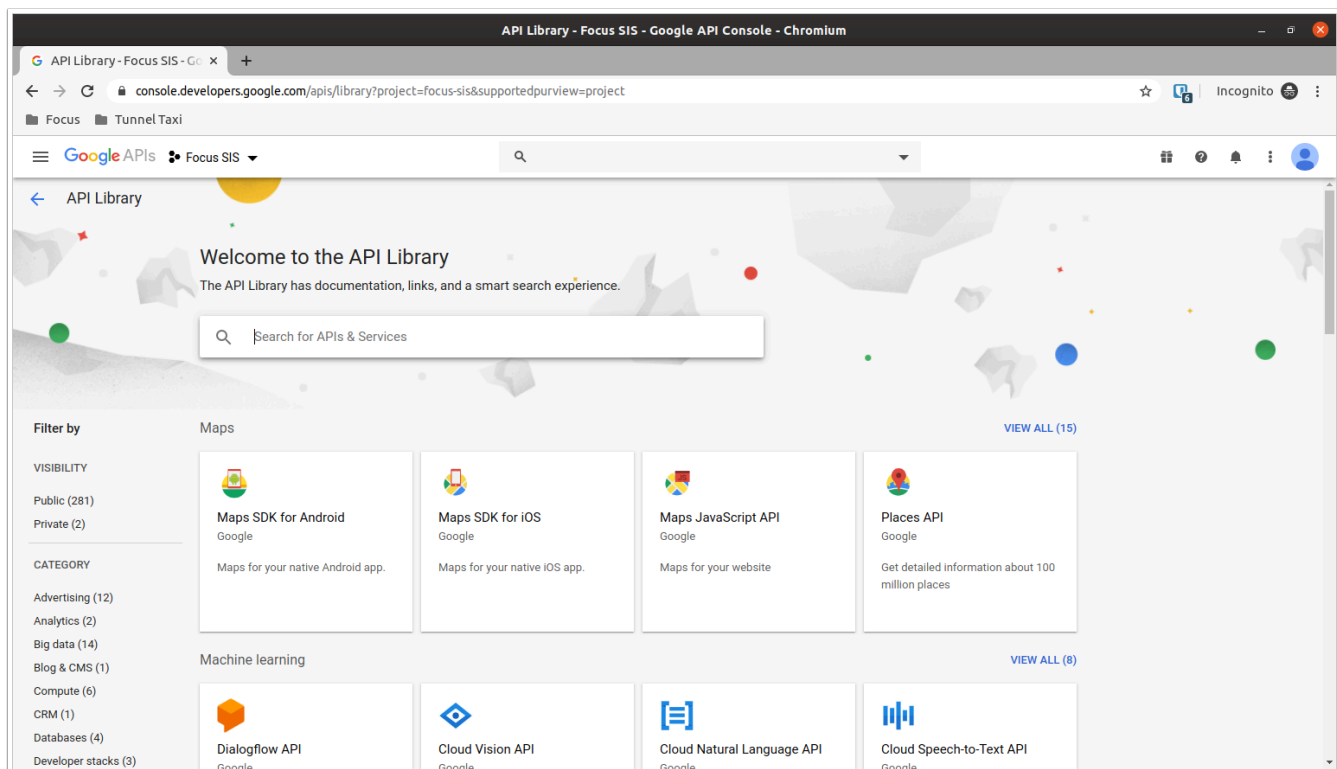 API Library - Focus SIS - Google API Console - Chromium
G API Library - Focus SIS - Go
console.developers.google.com/apis/library?project=focus-sis&supportedpurview=project
6
Incognito
Focus Tunnel Taxi
Google APIs Focus SIS
API Library
Welcome to the API Library
The API Library has documentation, links, and a smart search experience.
Search for APIs & Services
Filter by
VISIBILITY
Public (281)
Private (2)
CATEGORY
Advertising (12)
Analytics (2)
Big data (14)
Blog & CMS (1)
Compute (6)
CRM (1)
Databases (4)
Developer stacks (3)
Maps
VIEW ALL (15)
Maps SDK for Android
Google
Maps for your native Android app.
Maps SDK for iOS
Google
Maps for your native iOS app.
Maps JavaScript API
Google
Maps for your website
Places API
Google
Get detailed information about 100
million places
Machine learning
VIEW ALL (8)
Dialogflow API
Google
Cloud Vision API
Google
Cloud Natural Language API
Google
Cloud Speech-to-Text API
Google